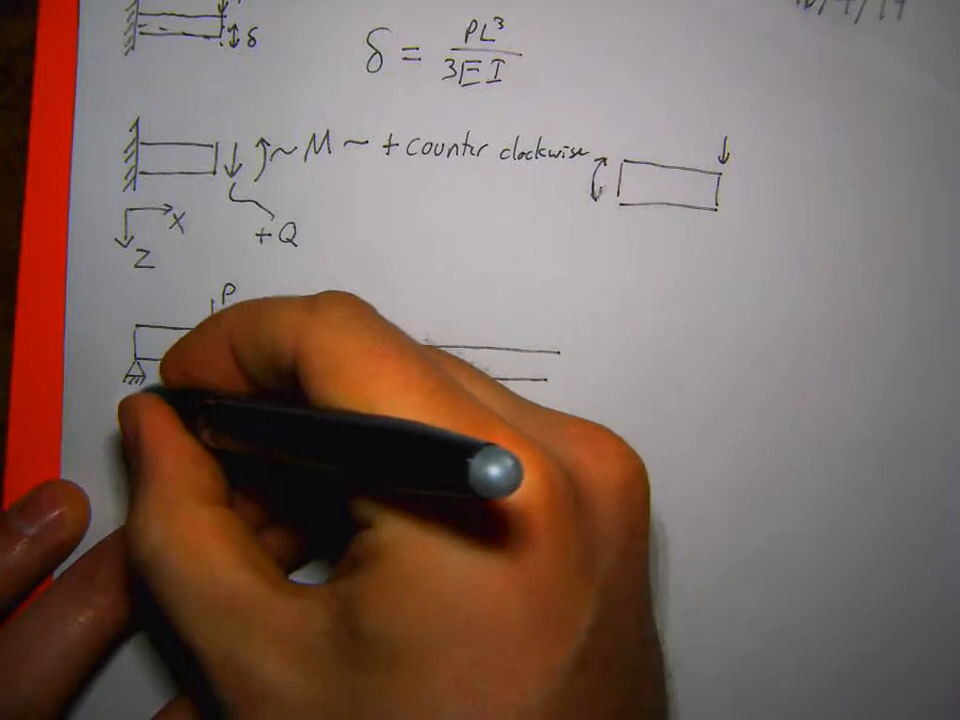 δ
δ = PL³ / 3EI
~ M ~ + counter clockwise
X
+ Q
Z
P